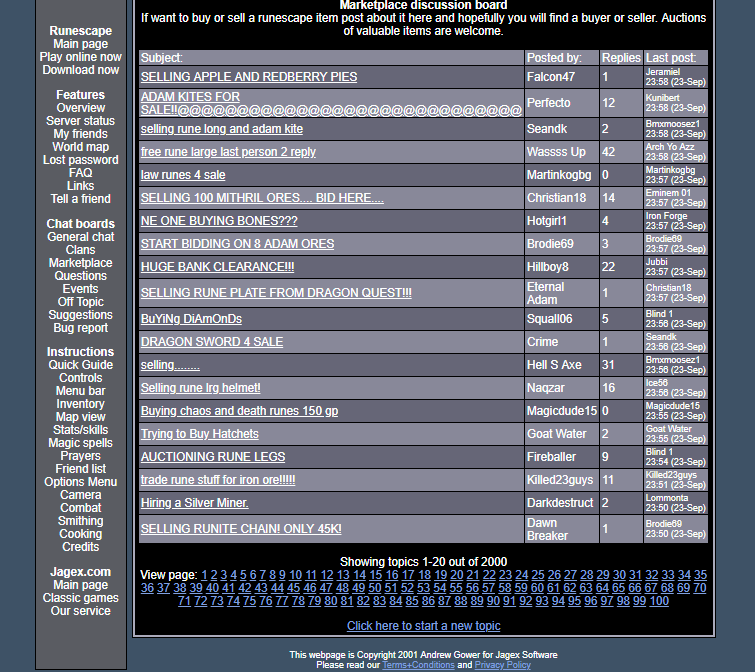 Runescape
Main page
Play online now
Download now
Features
Overview
Server status
My friends
World map
Lost password
FAQ
Links
Tell a friend
Chat boards
General chat
Clans
Marketplace
Questions
Events
Off Topic
Suggestions
Bug report
Instructions
Quick Guide
Controls
Menu bar
Inventory
Map view
Stats/skills
Magic spells
Prayers
Friend list
Options Menu
Camera
Combat
Smithing
Cooking
Credits
Jagex.com
Main page
Classic games
Our service
Marketplace discussion board
If want to buy or sell a runescape item post about it here and hopefully you will find a buyer or seller. Auctions
of valuable items are welcome.
Subject: Posted by: Replies Last post:
SELLING APPLE AND REDBERRY PIES Falcon47 1 Jeramiel
23:58 (23-Sep)
ADAM KITES FOR
SALE!!@@@@@@@@@@@@@@@@@@@@@@@@@@@@@ Perfecto 12 Kunibert
23:58 (23-Sep)
selling rune long and adam kite Seandk 2 Bmxmoosez1
23:58 (23-Sep)
free rune large last person 2 reply Wassss Up 42 Arch Yo Azz
23:58 (23-Sep)
law runes 4 sale Martinkogbg 0 Martinkogbg
23:57 (23-Sep)
SELLING 100 MITHRIL ORES.... BID HERE.... Christian18 14 Eminem 01
23:57 (23-Sep)
NE ONE BUYING BONES??? Hotgirl1 4 Iron Forge
23:57 (23-Sep)
START BIDDING ON 8 ADAM ORES Brodie69 3 Brodie69
23:57 (23-Sep)
HUGE BANK CLEARANCE!!! Hillboy8 22 Jubbi
23:57 (23-Sep)
SELLING RUNE PLATE FROM DRAGON QUEST!!! Eternal
Adam 1 Christian18
23:57 (23-Sep)
BuYiNg DiAmOnDs Squall06 5 Blind 1
23:56 (23-Sep)
DRAGON SWORD 4 SALE Crime 1 Seandk
23:56 (23-Sep)
selling........ Hell S Axe 31 Bmxmoosez1
23:56 (23-Sep)
Selling rune lrg helmet! Naqzar 16 Ice56
23:56 (23-Sep)
Buying chaos and death runes 150 gp Magicdude15 0 Magicdude15
23:55 (23-Sep)
Trying to Buy Hatchets Goat Water 2 Goat Water
23:55 (23-Sep)
AUCTIONING RUNE LEGS Fireballer 9 Blind 1
23:54 (23-Sep)
trade rune stuff for iron ore!!!!! Killed23guys 11 Killed23guys
23:51 (23-Sep)
Hiring a Silver Miner. Darkdestruct 2 Lommonta
23:50 (23-Sep)
SELLING RUNITE CHAIN! ONLY 45K! Dawn
Breaker 1 Brodie69
23:50 (23-Sep)
Showing topics 1-20 out of 2000
View page: 1 2 3 4 5 6 7 8 9 10 11 12 13 14 15 16 17 18 19 20 21 22 23 24 25 26 27 28 29 30 31 32 33 34 35
36 37 38 39 40 41 42 43 44 45 46 47 48 49 50 51 52 53 54 55 56 57 58 59 60 61 62 63 64 65 66 67 68 69 70
71 72 73 74 75 76 77 78 79 80 81 82 83 84 85 86 87 88 89 90 91 92 93 94 95 96 97 98 99 100
Click here to start a new topic
This webpage is Copyright 2001 Andrew Gower for Jagex Software
Please read our Terms+Conditions and Privacy Policy